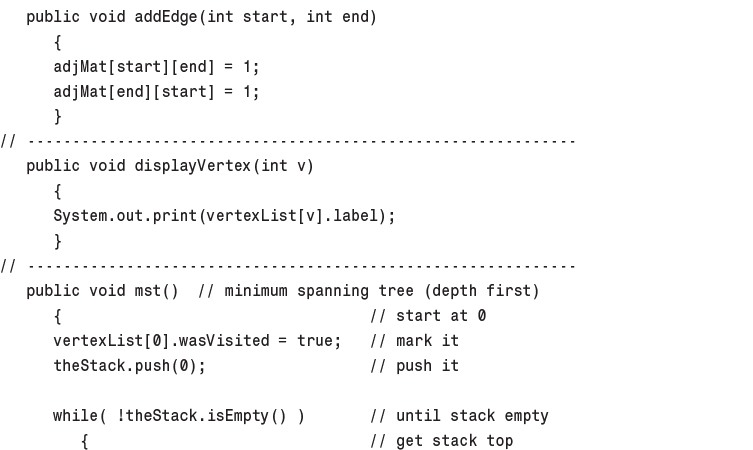 public void addEdge(int start, int end)
{
adjMat[start][end] = 1;
adjMat[end][start] = 1;
}
// -------------------------------------------------------------
public void displayVertex(int v)
{
System.out.print(vertexList[v].label);
}
// -------------------------------------------------------------
public void mst() // minimum spanning tree (depth first)
{ // start at 0
vertexList[0].wasVisited = true; // mark it
theStack.push(0); // push it
while( !theStack.isEmpty() ) // until stack empty
{ // get stack top